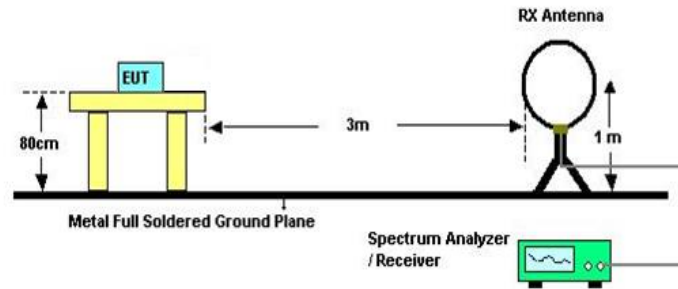 RX Antenna
EUT
3m
1 m
80cm
Metal Full Soldered Ground Plane
Spectrum Analyzer
/ Receiver